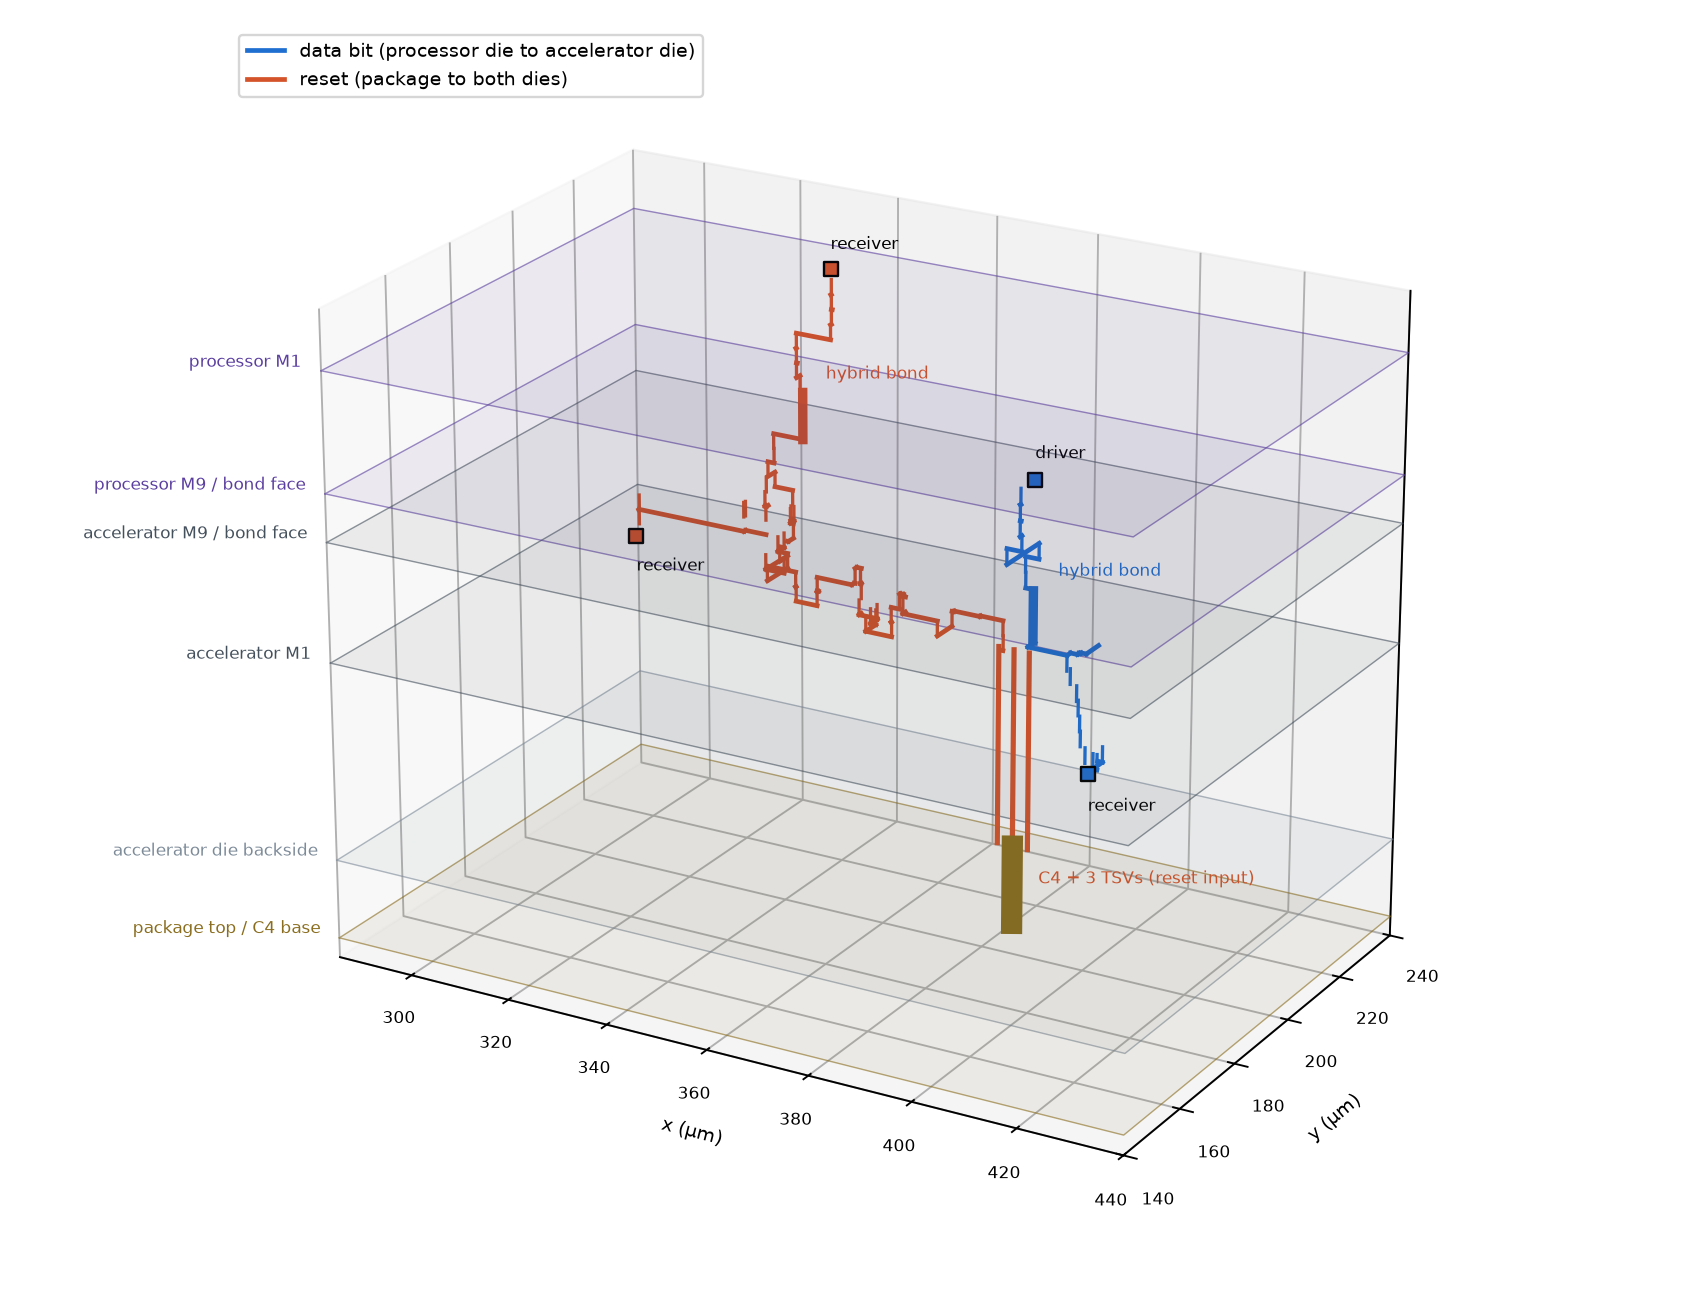 data bit (processor die to accelerator die)
reset (package to both dies)
receiver
processor M1
hybrid bond
driver
processor M9 / bond face
accelerator M9 / bond face
receiver
hybrid bond
accelerator M1
receiver
accelerator die backside
C4 + 3 TSVs (reset input)
package top / C4 base
300
320
340
360
380
400
420
440
x (μm)
140
160
180
200
220
240
y (μm)